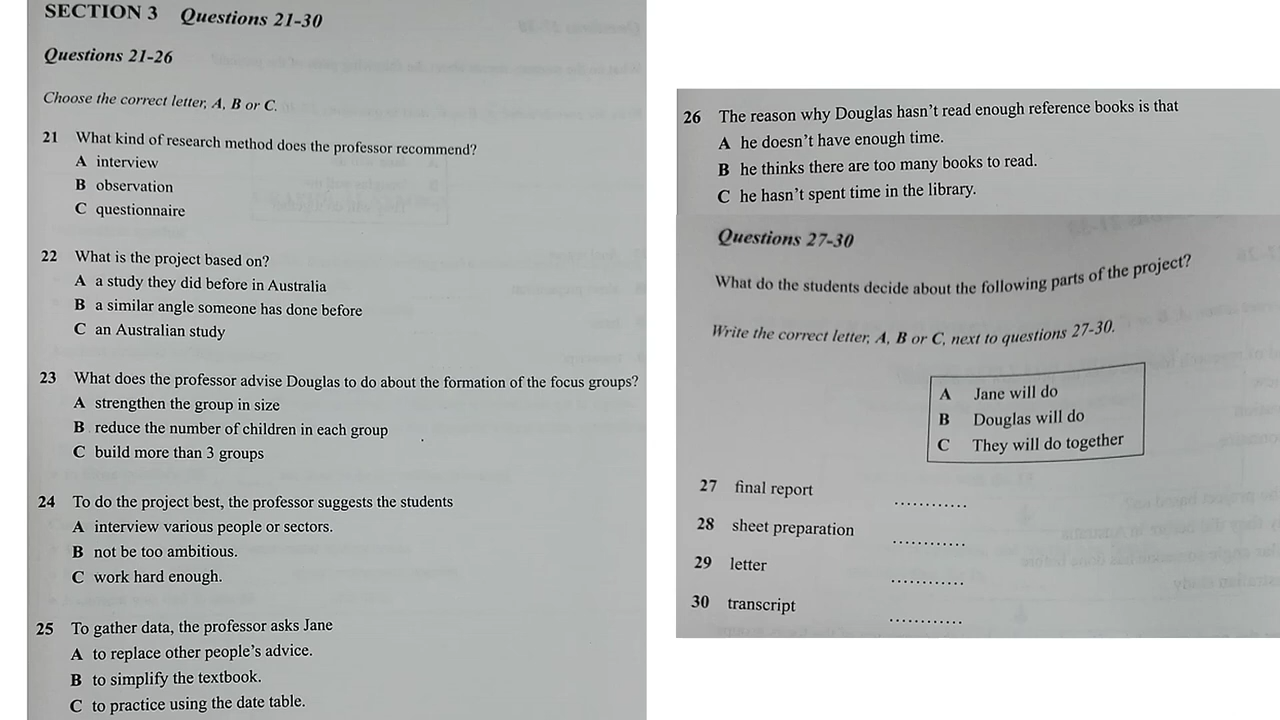 SECTION 3 Questions 21-30
Questions 21-26
Choose the correct letter, A, B or C.
21 What kind of research method does the professor recommend?
A interview
B observation
C questionnaire
22 What is the project based on?
A a study they did before in Australia
B a similar angle someone has done before
C an Australian study
23 What does the professor advise Douglas to do about the formation of the focus groups?
A strengthen the group in size
B reduce the number of children in each group
C build more than 3 groups
24 To do the project best, the professor suggests the students
A interview various people or sectors.
B not be too ambitious.
C work hard enough.
25 To gather data, the professor asks Jane
A to replace other people's advice.
B to simplify the textbook.
C to practice using the date table.
26 The reason why Douglas hasn't read enough reference books is that
A he doesn't have enough time.
B he thinks there are too many books to read.
C he hasn't spent time in the library.
Questions 27-30
What do the students decide about the following parts of the project?
Write the correct letter, A, B or C, next to questions 27-30.
A Jane will do
B Douglas will do
C They will do together
27 final report ............
28 sheet preparation ............
29 letter ............
30 transcript ............